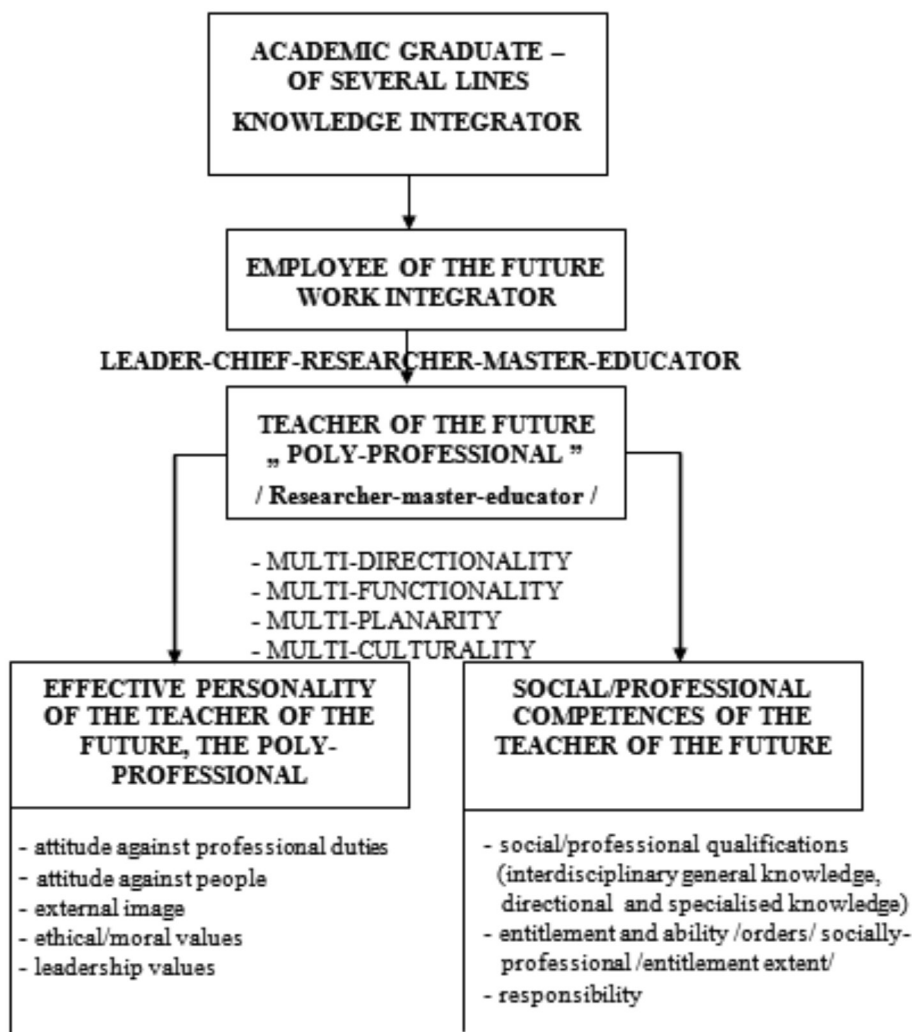 ACADEMIC GRADUATE –
OF SEVERAL LINES
KNOWLEDGE INTEGRATOR
EMPLOYEE OF THE FUTURE
WORK INTEGRATOR
LEADER-CHIEF-RESEARCHER-MASTER-EDUCATOR
TEACHER OF THE FUTURE
„ POLY-PROFESSIONAL ”
/ Researcher-master-educator /
- MULTI-DIRECTIONALITY
- MULTI-FUNCTIONALITY
- MULTI-PLANARITY
- MULTI-CULTURALITY
EFFECTIVE PERSONALITY
OF THE TEACHER OF THE
FUTURE, THE POLY-
PROFESSIONAL
- attitude against professional duties
- attitude against people
- external image
- ethical/moral values
- leadership values
SOCIAL/PROFESSIONAL
COMPETENCES OF THE
TEACHER OF THE FUTURE
- social/professional qualifications
(interdisciplinary general knowledge,
directional and specialised knowledge)
- entitlement and ability /orders/ socially-
professional /entitlement extent/
- responsibility